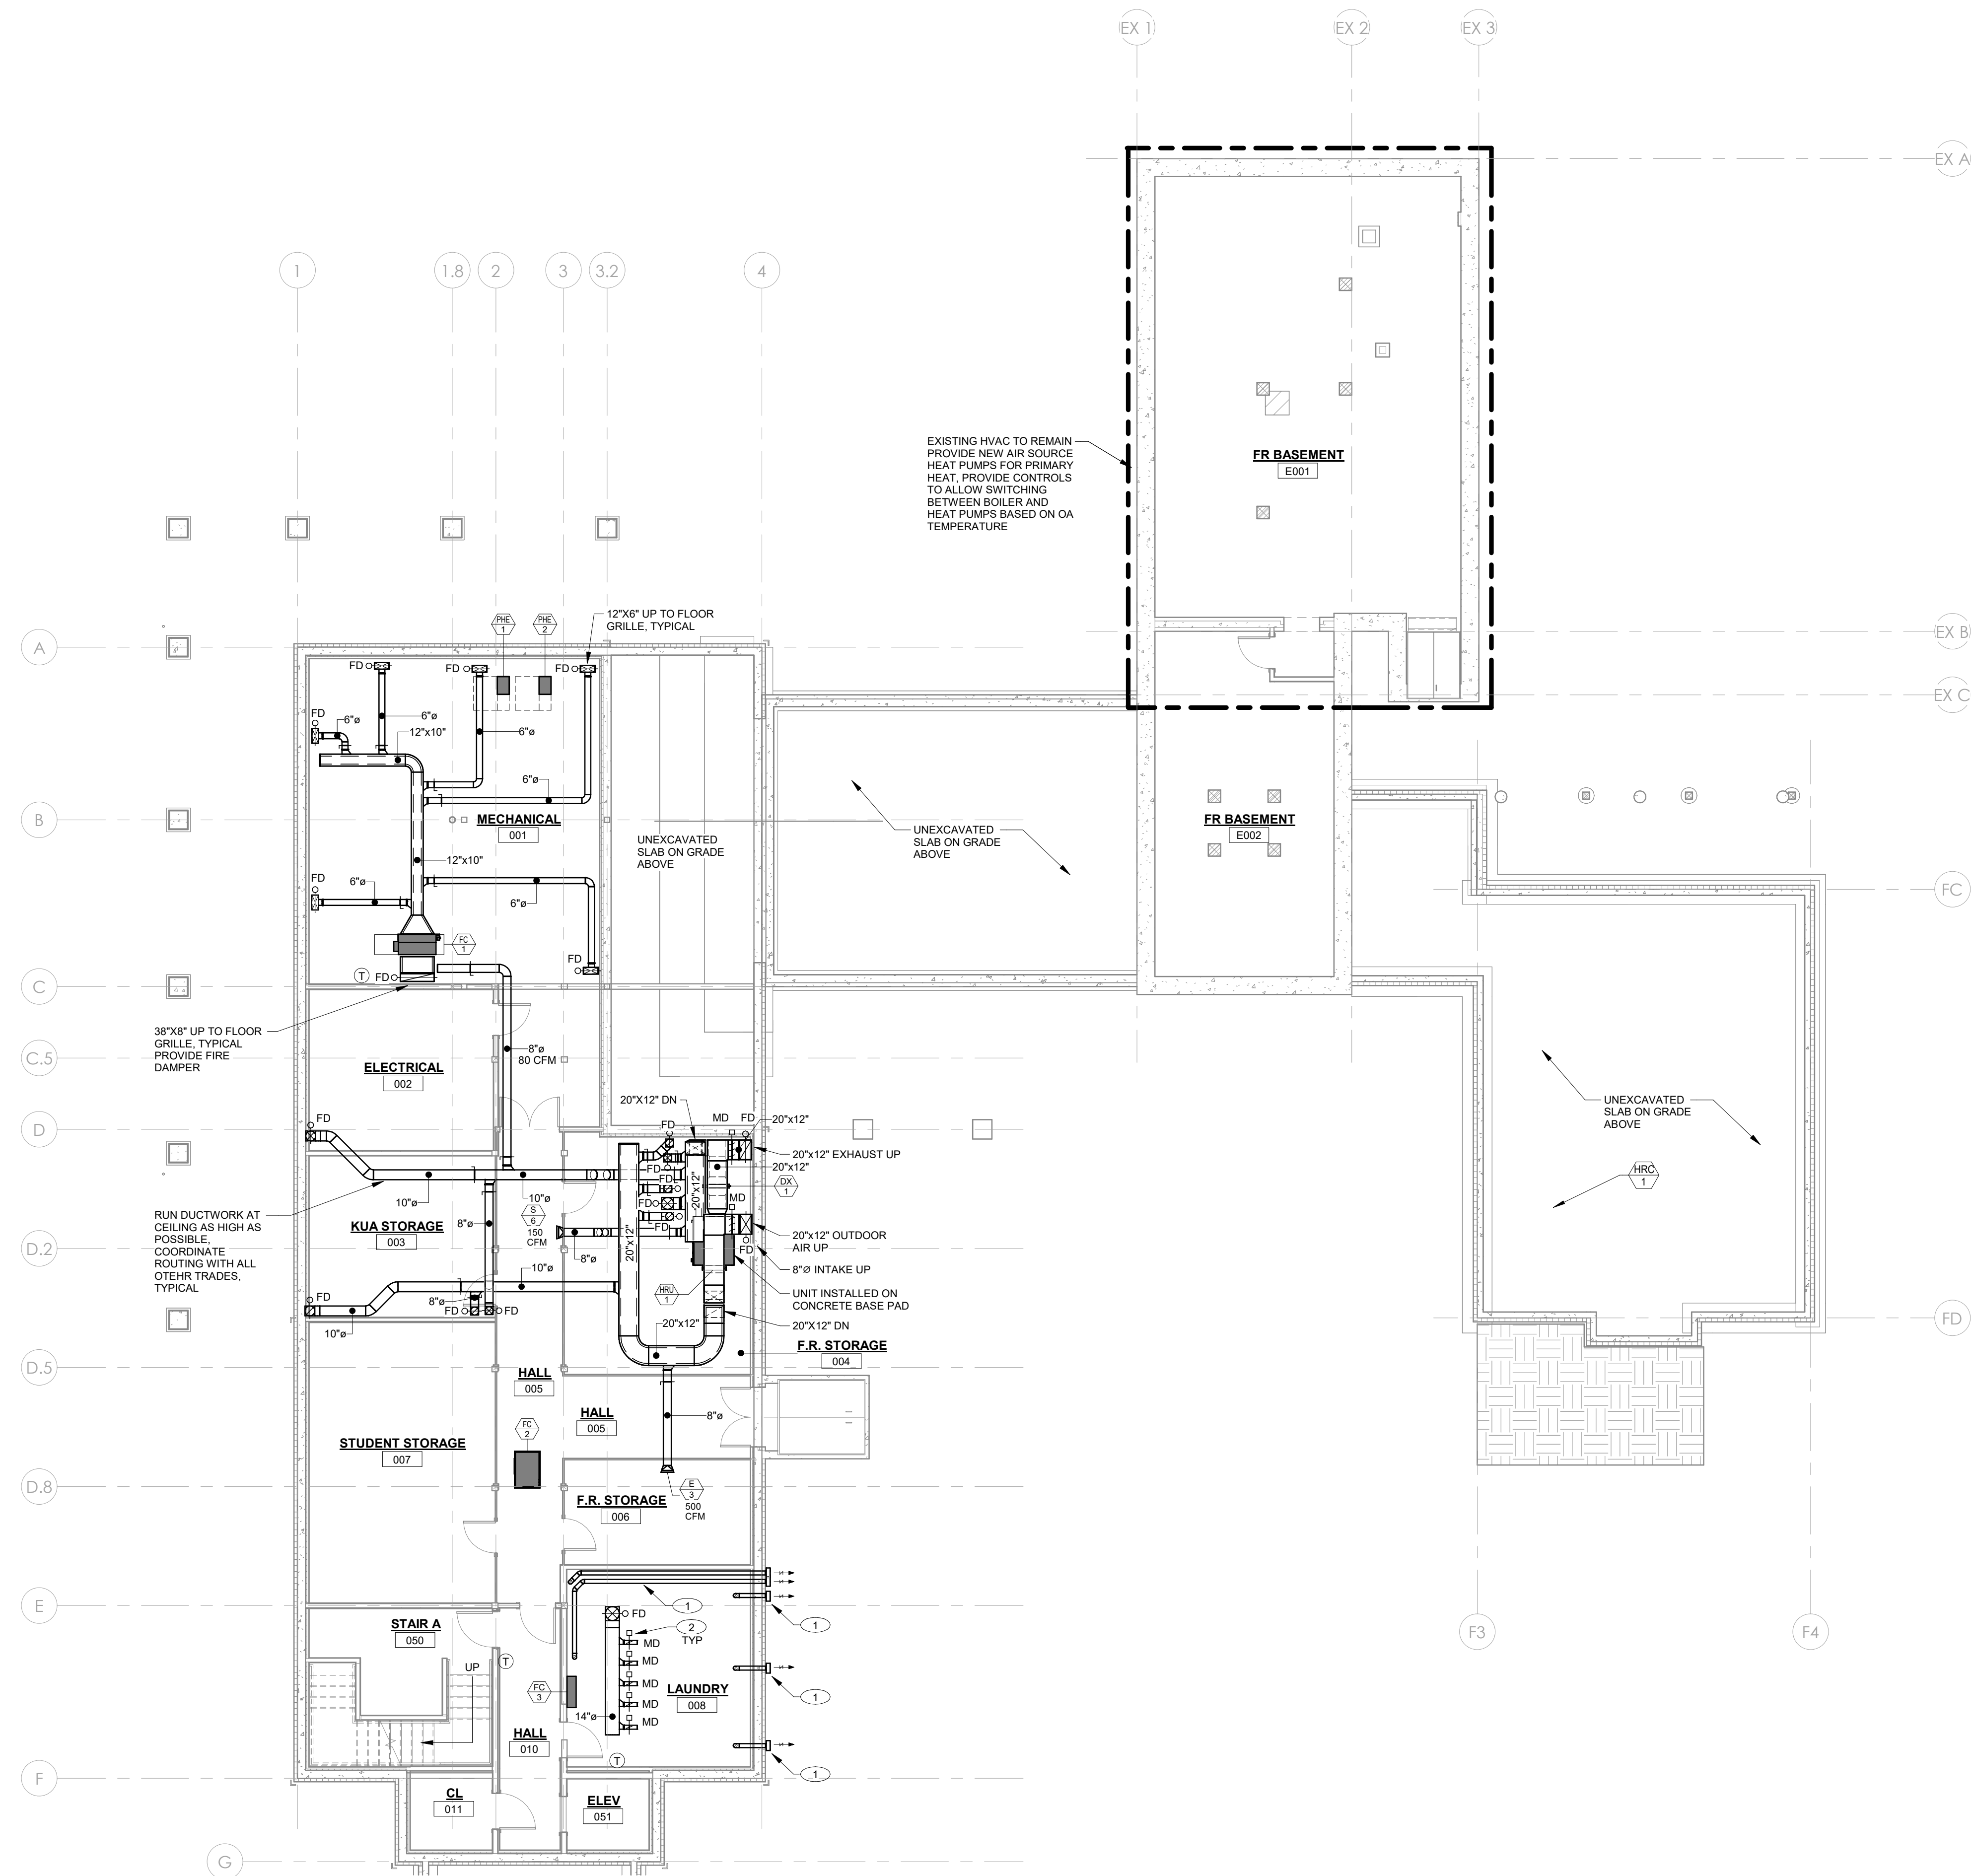 EX 1
EX 2
EX 3
EX A
EX B
EX C
1
1.8
2
3
3.2
4
EXISTING HVAC TO REMAIN
PROVIDE NEW AIR SOURCE
HEAT PUMPS FOR PRIMARY
HEAT, PROVIDE CONTROLS
TO ALLOW SWITCHING
BETWEEN BOILER AND
HEAT PUMPS BASED ON OA
TEMPERATURE
FR BASEMENT
E001
PHE
1
PHE
2
12"X6" UP TO FLOOR
GRILLE, TYPICAL
A
FD
FD
FD
FD
6"ø
6"ø
12"x10"
6"ø
6"ø
B
MECHANICAL
001
UNEXCAVATED
SLAB ON GRADE
ABOVE
UNEXCAVATED
SLAB ON GRADE
ABOVE
FR BASEMENT
E002
12"x10"
FD
6"ø
6"ø
FC
FC
1
FD
T
FD
C
38"X8" UP TO FLOOR
GRILLE, TYPICAL
PROVIDE FIRE
DAMPER
8"ø
80 CFM
C.5
ELECTRICAL
002
20"X12" DN
MD
FD
20"x12"
FD
FD
D
20"x12" EXHAUST UP
20"x12"
FD
DX
1
FD
20"x12"
MD
FD
FD
UNEXCAVATED
SLAB ON GRADE
ABOVE
HRC
1
10"ø
10"ø
RUN DUCTWORK AT
CEILING AS HIGH AS
POSSIBLE,
COORDINATE
ROUTING WITH ALL
OTEHR TRADES,
TYPICAL
KUA STORAGE
003
8"ø
S
6
150
CFM
8"ø
20"x12"
20"x12" OUTDOOR
AIR UP
FD
8"Ø INTAKE UP
D.2
10"ø
HRU
1
UNIT INSTALLED ON
CONCRETE BASE PAD
FD
8"ø
FD
FD
10"ø
20"X12" DN
20"x12"
F.R. STORAGE
004
FD
D.5
HALL
005
HALL
005
8"ø
FC
2
STUDENT STORAGE
007
D.8
E
3
500
CFM
F.R. STORAGE
006
E
1
1
FD
2
TYP
STAIR A
050
MD
UP
T
MD
MD
1
FC
3
LAUNDRY
008
MD
14"ø
MD
HALL
010
T
1
F
CL
011
ELEV
051
G
F3
F4